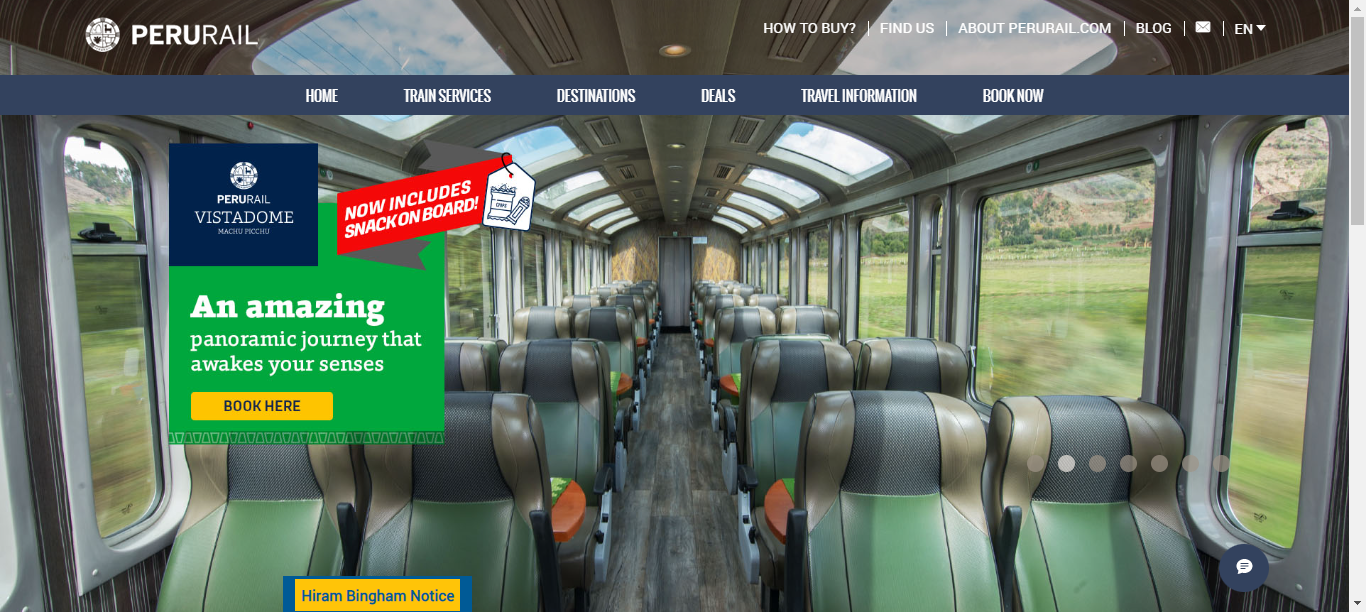 PERURAIL
HOW TO BUY?
FIND US
ABOUT PERURAIL.COM
BLOG
EN
HOME
TRAIN SERVICES
DESTINATIONS
DEALS
TRAVEL INFORMATION
BOOK NOW
PERURAIL
VISTADOME
MACHU PICCHU
NOW INCLUDES
SNACK ON BOARD!
An amazing
panoramic journey that
awakes your senses
BOOK HERE
Hiram Bingham Notice